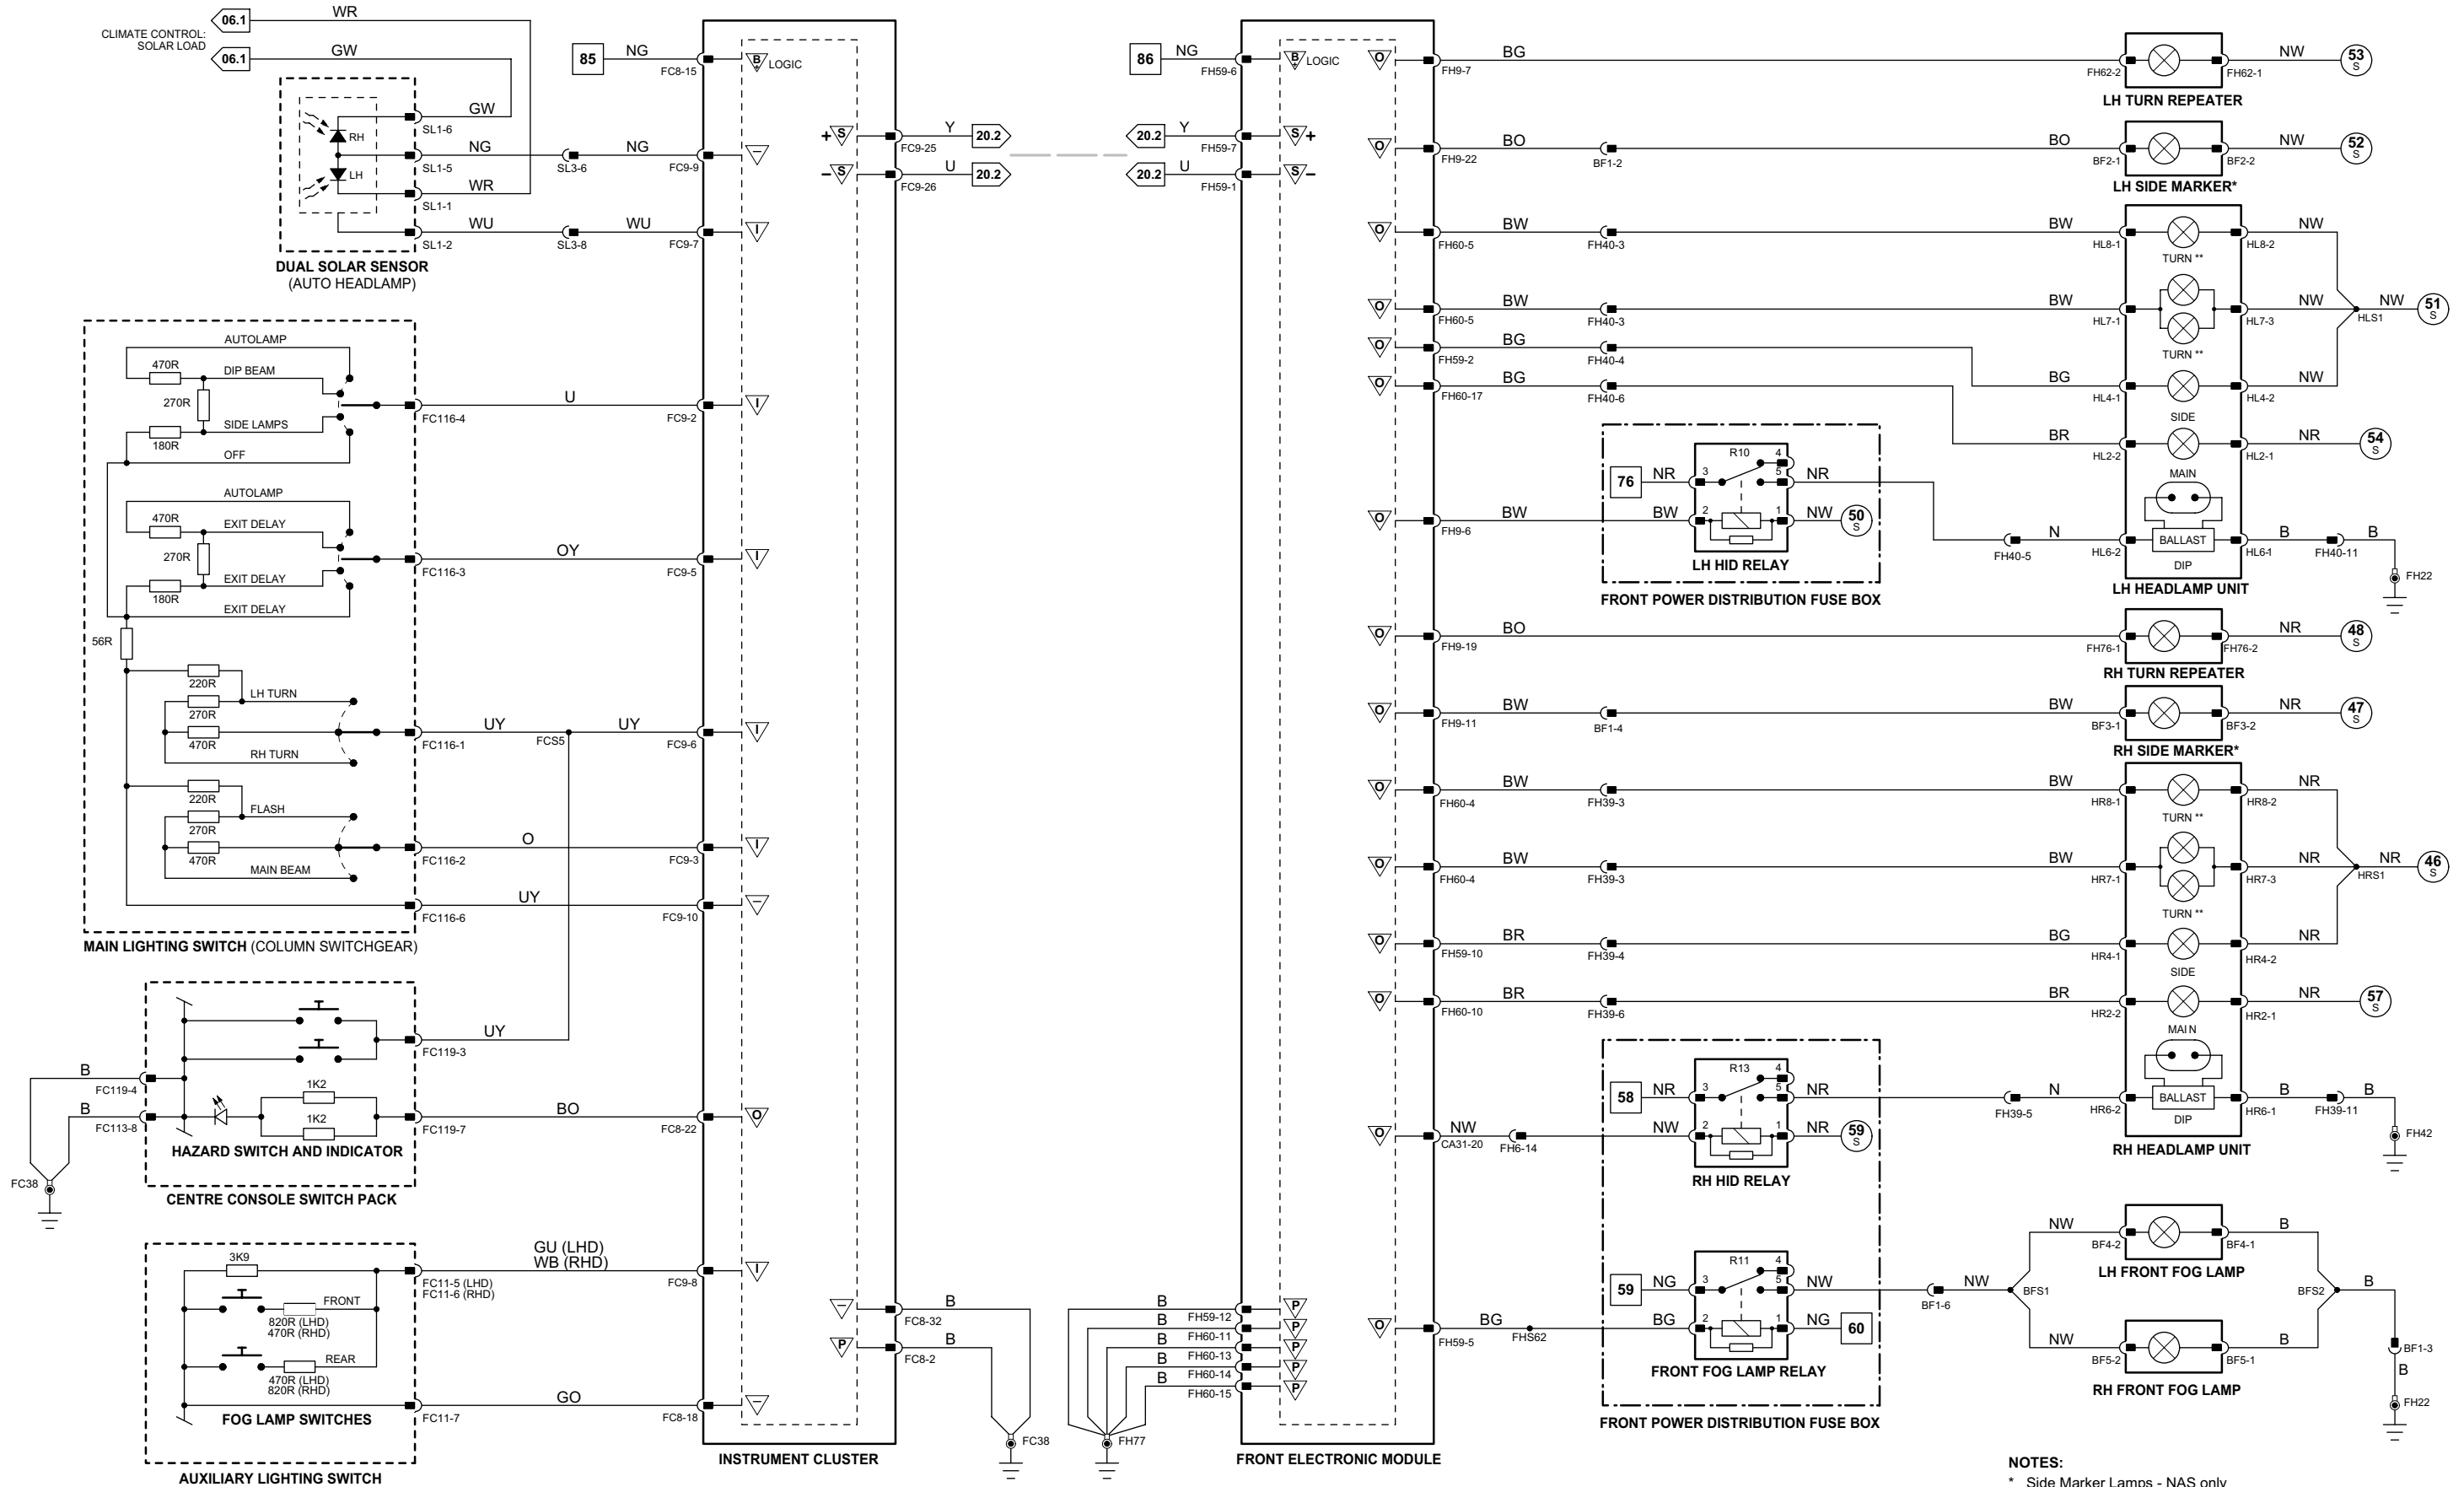 06.1 WR
CLIMATE CONTROL:
SOLAR LOAD
06.1 GW
GW
SL1-6
RH
NG NG
SL1-5 SL3-6 FC9-9
LH
WR
SL1-1
WU WU
SL1-2 SL3-8 FC9-7
DUAL SOLAR SENSOR
(AUTO HEADLAMP)
AUTOLAMP
470R
DIP BEAM
270R
U
FC116-4 FC9-2
SIDE LAMPS
180R
OFF
AUTOLAMP
470R
EXIT DELAY
270R
OY
FC116-3 FC9-5
EXIT DELAY
180R
EXIT DELAY
56R
220R
LH TURN
270R
UY UY
FC116-1 FCS5 FC9-6
470R
RH TURN
220R
FLASH
270R
O
FC116-2 FC9-3
470R
MAIN BEAM
UY
FC116-6 FC9-10
MAIN LIGHTING SWITCH (COLUMN SWITCHGEAR)
UY
FC119-3
B
FC119-4
1K2
B
FC113-8
1K2
BO
FC119-7 FC8-22
HAZARD SWITCH AND INDICATOR
FC38
CENTRE CONSOLE SWITCH PACK
3K9
GU (LHD)
WB (RHD)
FC11-5 (LHD)
FC11-6 (RHD)
FC9-8
FRONT
820R (LHD)
470R (RHD)
REAR
470R (LHD)
820R (RHD)
GO
FC11-7 FC8-18
FOG LAMP SWITCHES
AUXILIARY LIGHTING SWITCH
85 NG
FC8-15
B+ LOGIC
- I I I I I - O I -
+ S Y 20.2
FC9-25
- S U 20.2
FC9-26
- B
FC8-32
P B
FC8-2
FC38
INSTRUMENT CLUSTER
86 NG
FH59-6
B+ LOGIC
20.2 Y S +
FH59-7
20.2 U S -
FH59-1
B P
FH59-12
B P
FH60-11
B P
FH60-13
B P
FH60-14
B P
FH60-15
FH77
FRONT ELECTRONIC MODULE
O BG
FH9-7 FH62-2 FH62-1
NW 53 S
LH TURN REPEATER
O BO BO NW 52 S
FH9-22 BF1-2 BF2-1 BF2-2
LH SIDE MARKER*
O BW BW NW
FH60-5 FH40-3 HL8-1 HL8-2
TURN **
O BW BW NW NW 51 S
FH60-5 FH40-3 HL7-1 HL7-3 HLS1
TURN **
O BG
FH59-2 FH40-4
O BG BG NW
FH60-17 FH40-6 HL4-1 HL4-2
SIDE
BR NR 54 S
HL2-2 HL2-1
MAIN
R10
76 NR 3 4 5 NR
O BW BW 2 1 NW 50 S
FH9-6
LH HID RELAY
FRONT POWER DISTRIBUTION FUSE BOX
N BALLAST B B
FH40-5 HL6-2 HL6-1 FH40-11
DIP
FH22
LH HEADLAMP UNIT
O BO NR 48 S
FH9-19 FH76-1 FH76-2
RH TURN REPEATER
O BW BW NR 47 S
FH9-11 BF1-4 BF3-1 BF3-2
RH SIDE MARKER*
O BW BW NR
FH60-4 FH39-3 HR8-1 HR8-2
TURN **
O BW BW NR NR 46 S
FH60-4 FH39-3 HR7-1 HR7-3 HRS1
TURN **
O BR BG NR
FH59-10 FH39-4 HR4-1 HR4-2
SIDE
O BR BR NR 57 S
FH60-10 FH39-6 HR2-2 HR2-1
MAIN
R13
58 NR 3 4 5 NR
N BALLAST B B
FH39-5 HR6-2 HR6-1 FH39-11
DIP
O NW NW 2 1 NR 59 S
CA31-20 FH6-14
FH42
RH HID RELAY
RH HEADLAMP UNIT
NW B
BF4-2 BF4-1
LH FRONT FOG LAMP
R11
59 NG 3 4 5 NW NW B
BF1-6 BFS1 BFS2
O BG BG 2 1 NG 60
FH59-5 FHS62
NW B
BF5-2 BF5-1
BF1-3
B
FRONT FOG LAMP RELAY
RH FRONT FOG LAMP
FH22
FRONT POWER DISTRIBUTION FUSE BOX
NOTES:
* Side Marker Lamps - NAS only